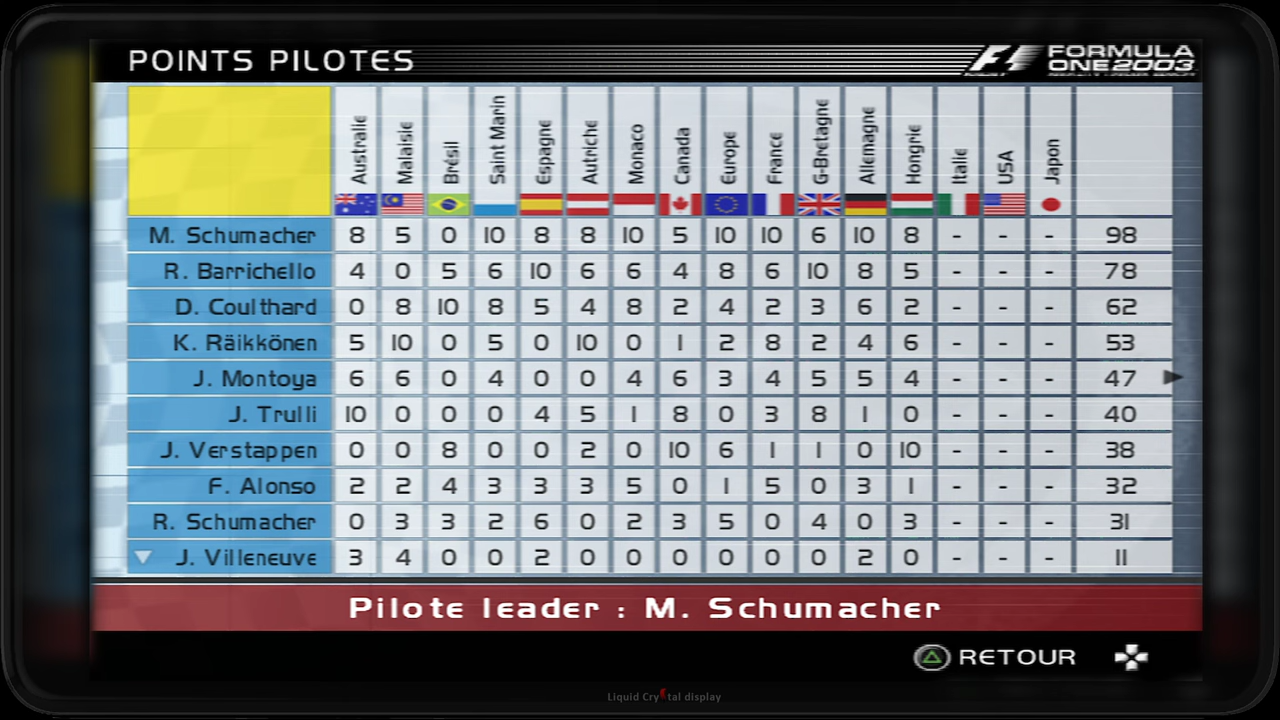 POINTS PILOTES
FORMULA
ONE 2003
Australie Malaisie Brésil Saint Marin Espagne Autriche Monaco Canada Europe France G-Bretagne Allemagne Hongrie Italie USA Japon
M. Schumacher 8 5 0 10 8 8 10 5 10 10 6 10 8 - - - 98
R. Barrichello 4 0 5 6 10 6 6 4 8 6 10 8 5 - - - 78
D. Coulthard 0 8 10 8 5 4 8 2 4 2 3 6 2 - - - 62
K. Räikkönen 5 10 0 5 0 10 0 1 2 8 2 4 6 - - - 53
J. Montoya 6 6 0 4 0 0 4 6 3 4 5 5 4 - - - 47
J. Trulli 10 0 0 0 4 5 1 8 0 3 8 1 0 - - - 40
J. Verstappen 0 0 8 0 0 2 0 10 6 1 1 0 10 - - - 38
F. Alonso 2 2 4 3 3 3 5 0 1 5 0 3 1 - - - 32
R. Schumacher 0 3 3 2 6 0 2 3 5 0 4 0 3 - - - 31
J. Villeneuve 3 4 0 0 2 0 0 0 0 0 0 2 0 - - - 11
Pilote leader : M. Schumacher
RETOUR
Liquid Crystal display